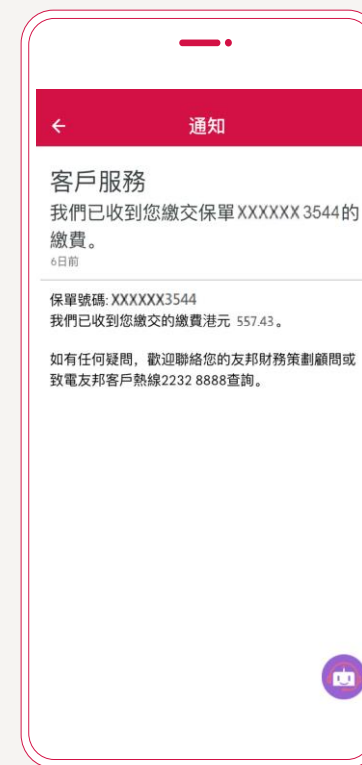 通知
客戶服務
我們已收到您繳交保單XXXXXX 3544的
繳費。
6日前
保單號碼: XXXXXX3544
我們已收到您繳交的繳費港元 557.43。
如有任何疑問，歡迎聯絡您的友邦財務策劃顧問或
致電友邦客戶熱線2232 8888查詢。